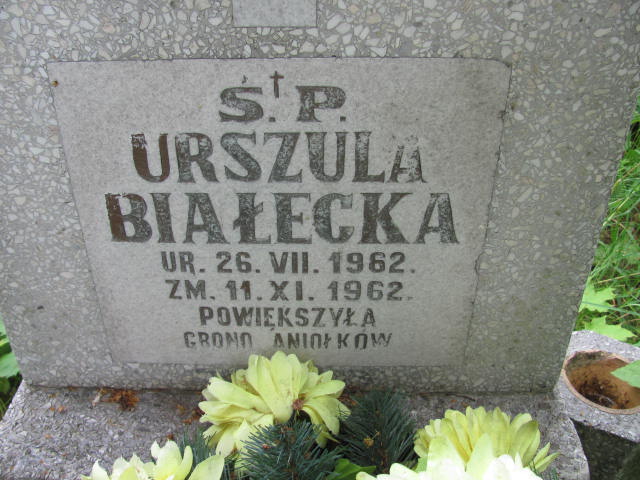 Ś. P.
URSZULA
BIAŁECKA
UR. 26. VII. 1962.
ZM. 11. XI. 1962.
POWIĘKSZYŁA
GRONO ANIOŁKÓW